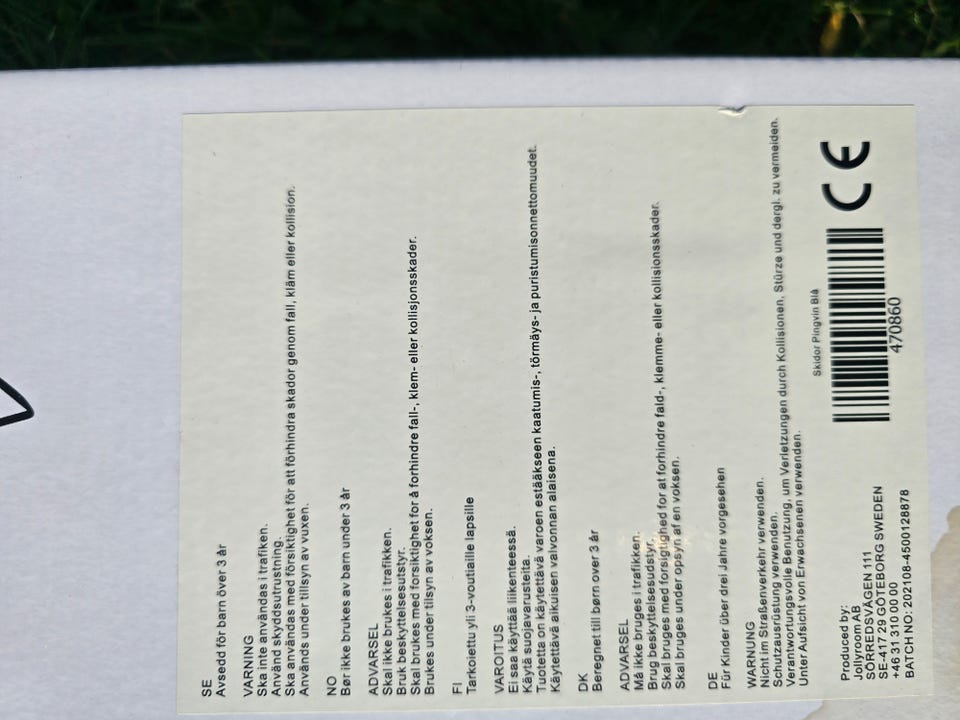 SE
Avsedd för barn över 3 år
VARNING
Ska inte användas i trafiken.
Använd skyddsutrustning.
Ska användas med försiktighet för att förhindra skador genom fall, kläm eller kollision.
Används under tillsyn av vuxen.
NO
Bør ikke brukes av barn under 3 år
ADVARSEL
Skal ikke brukes i trafikken.
Bruk beskyttelsesutstyr.
Skal brukes med forsiktighet for å forhindre fall-, klem- eller kollisjonsskader.
Brukes under tillsyn av voksen.
FI
Tarkoiettu yli 3-voutiaille lapsille
VAROITUS
Ei saa käyttää liikenteessä.
Käytä suojavarusteita.
Tuotetta on käytettävä varoen estääkseen kaatumis-, törmäys- ja puristumisonnettomuudet.
Käytettävä aikuisen valvonnan alaisena.
DK
Beregnet till børn over 3 år
ADVARSEL
Må ikke bruges i trafikken.
Brug beskyttelsesudstyr.
Skal bruges med forsigtighed for at forhindre fald-, klemme- eller kollisionsskader.
Skal bruges under opsyn af en voksen.
DE
Für Kinder über drei Jahre vorgesehen
WARNUNG
Nicht im Straßenverkehr verwenden.
Schutzausrüstung verwenden.
Verantwortungsvolle Benutzung, um Verletzungen durch Kollisionen, Stürze und dergl. zu vermeiden.
Unter Aufsicht von Erwachsenen verwenden.
Produced by:
Jollyroom AB
SÖRREDSVÄGEN 111
SE-417 29 GÖTEBORG SWEDEN
+46 31 310 00 00
BATCH NO: 202108-4500128878
Skidor Pingvin Blå
470860
CE